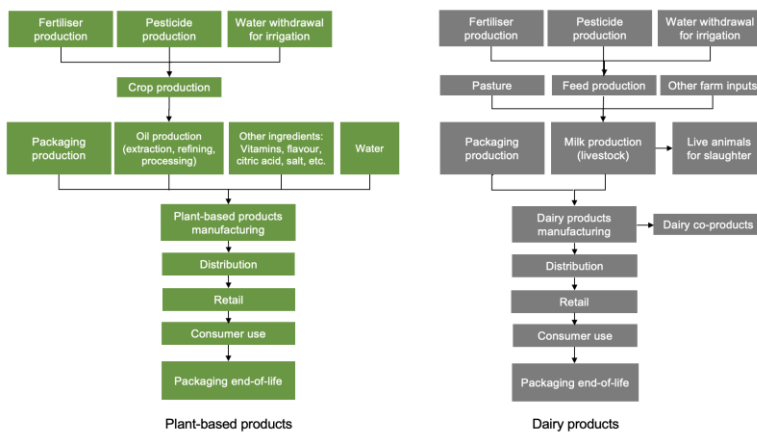 Fertiliser
production
Pesticide
production
Water withdrawal
for irrigation
Crop production
Packaging
production
Oil production
(extraction, refining,
processing)
Other ingredients:
Vitamins, flavour,
citric acid, salt, etc.
Water
Plant-based products
manufacturing
Distribution
Retail
Consumer use
Packaging end-of-life
Plant-based products
Fertiliser
production
Pesticide
production
Water withdrawal
for irrigation
Pasture
Feed production
Other farm inputs
Packaging
production
Milk production
(livestock)
Live animals
for slaughter
Dairy products
manufacturing
Dairy co-products
Distribution
Retail
Consumer use
Packaging end-of-life
Dairy products